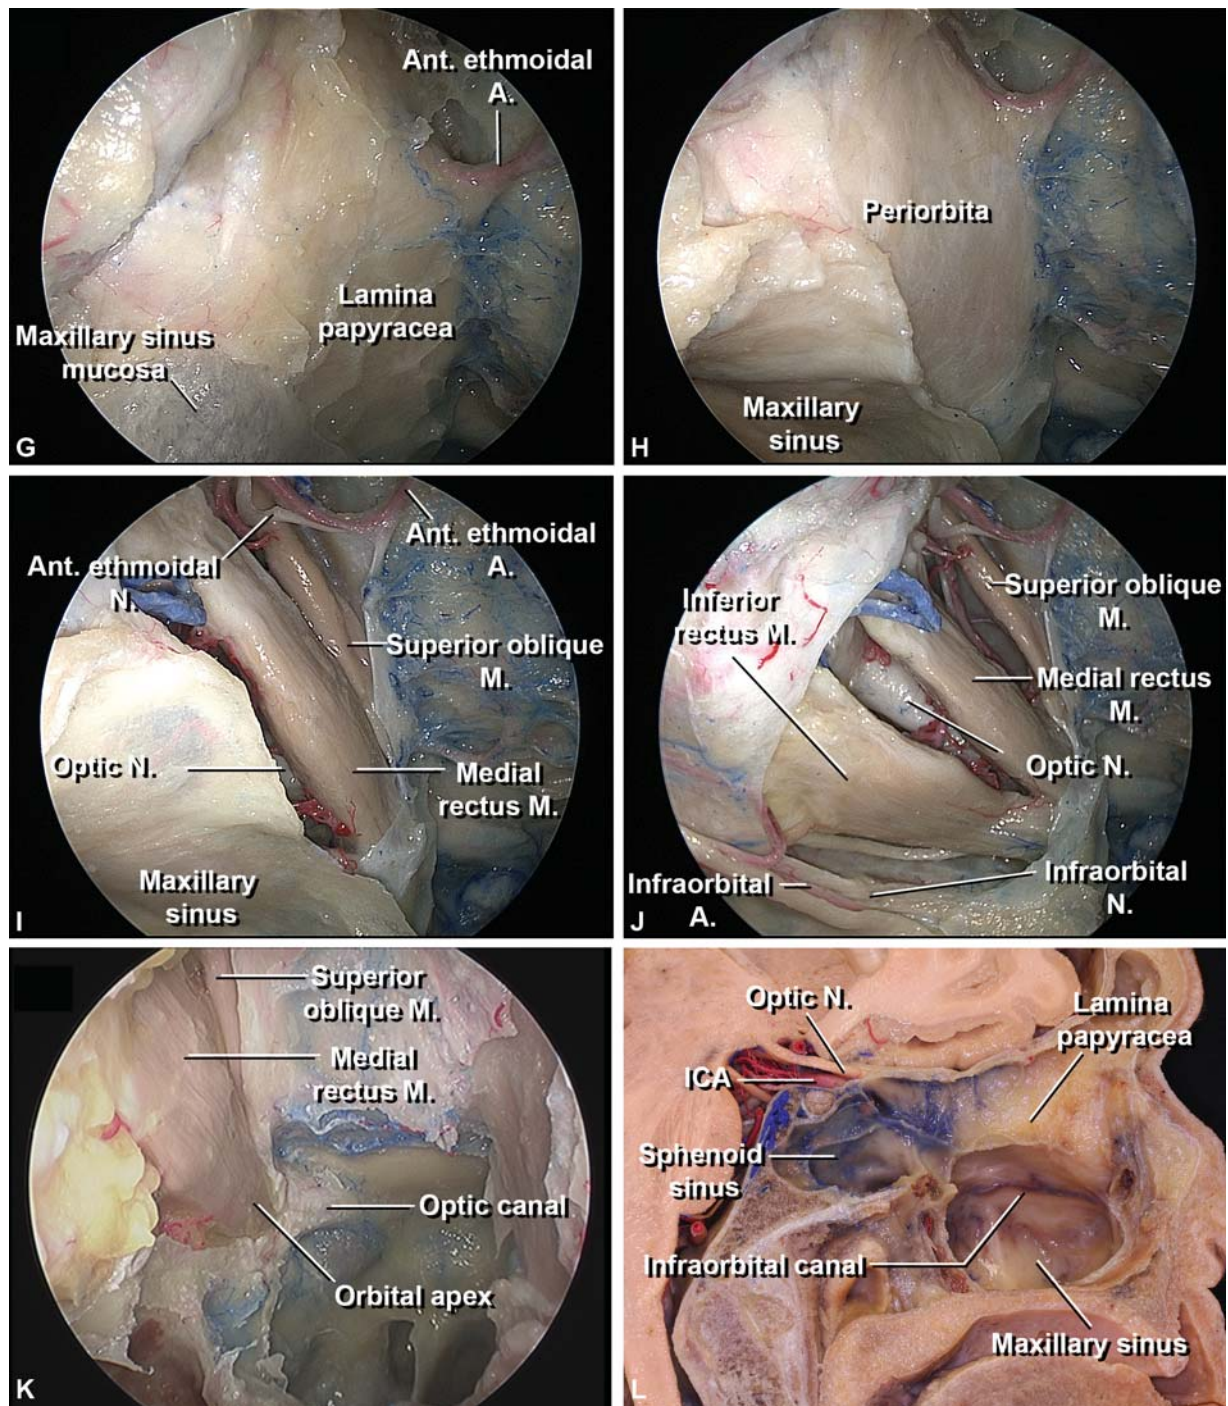 Ant. ethmoidal
A.
Lamina
papyracea
Maxillary sinus
mucosa
G
Periorbita
Maxillary
sinus
H
Ant. ethmoidal
A.
Ant. ethmoidal
N.
Superior oblique
M.
Optic N.
Medial
rectus M.
Maxillary
sinus
I
Inferior
rectus M.
Superior oblique
M.
Medial rectus
M.
Optic N.
Infraorbital
A.
Infraorbital
N.
J
Superior
oblique M.
Medial
rectus M.
Optic canal
Orbital apex
K
Optic N.
Lamina
papyracea
ICA
Sphenoid
sinus
Infraorbital canal
Maxillary sinus
L